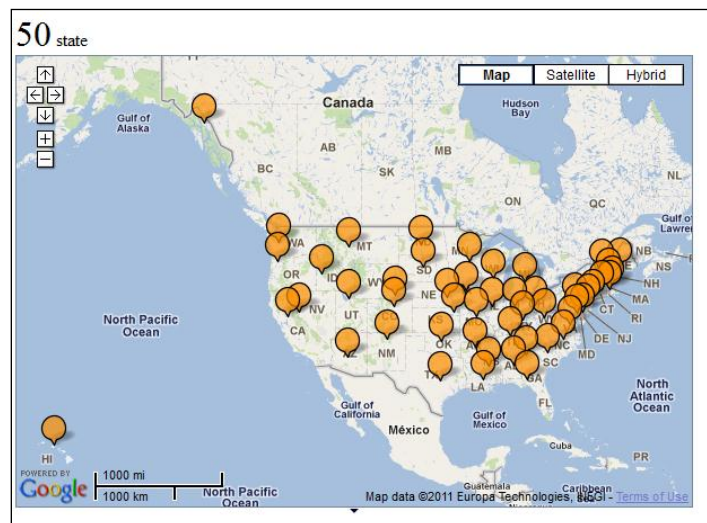 50 state
Map Satellite Hybrid
Canada
Hudson
Bay
Gulf of
Alaska
AB
MB
BC
SK
NL
ON
QC
Gulf of
NB
NS
WA
MT
OR
ID
SD
WY
NE
NH
MA
RI
CT
NJ
DE
MD
NV
UT
CA
North Pacific
Ocean
OK
NM
SC
LA
GA
FL
North
Atlantic
Ocean
Gulf of
California
Gulf of
Mexico
México
Cuba
PR
HI
POWERED BY
Google
1000 mi
1000 km
North Pacific
Ocean
Guatemala
Caribbean
Map data ©2011 Europa Technologies, INEGI - Terms of Use